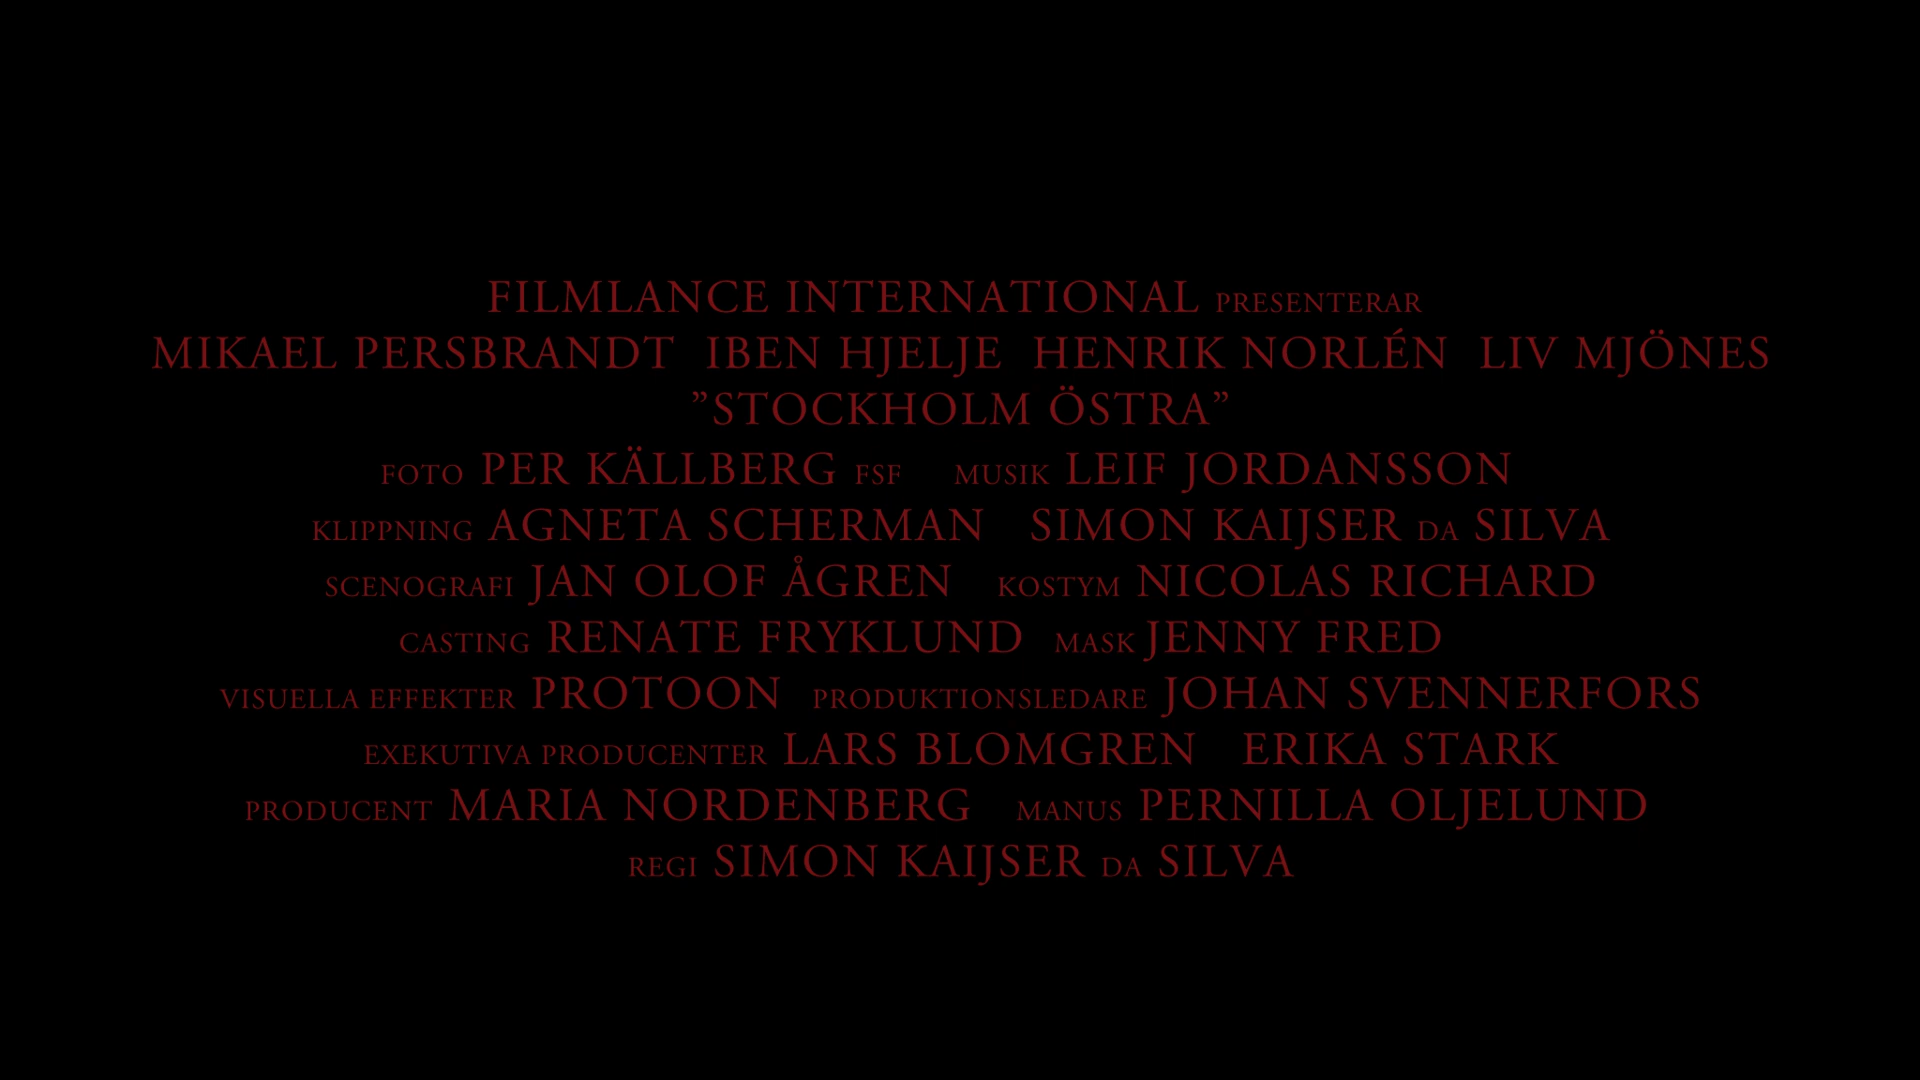 FILMLANCE INTERNATIONAL PRESENTERAR
MIKAEL PERSBRANDT IBEN HJELJE HENRIK NORLÉN LIV MJÖNES
”STOCKHOLM ÖSTRA”
FOTO PER KÄLLBERG FSF MUSIK LEIF JORDANSSON
KLIPPNING AGNETA SCHERMAN SIMON KAIJSER DA SILVA
SCENOGRAFI JAN OLOF ÅGREN KOSTYM NICOLAS RICHARD
CASTING RENATE FRYKLUND MASK JENNY FRED
VISUELLA EFFEKTER PROTOON PRODUKTIONSLEDARE JOHAN SVENNERFORS
EXEKUTIVA PRODUCENTER LARS BLOMGREN ERIKA STARK
PRODUCENT MARIA NORDENBERG MANUS PERNILLA OLJELUND
REGI SIMON KAIJSER DA SILVA